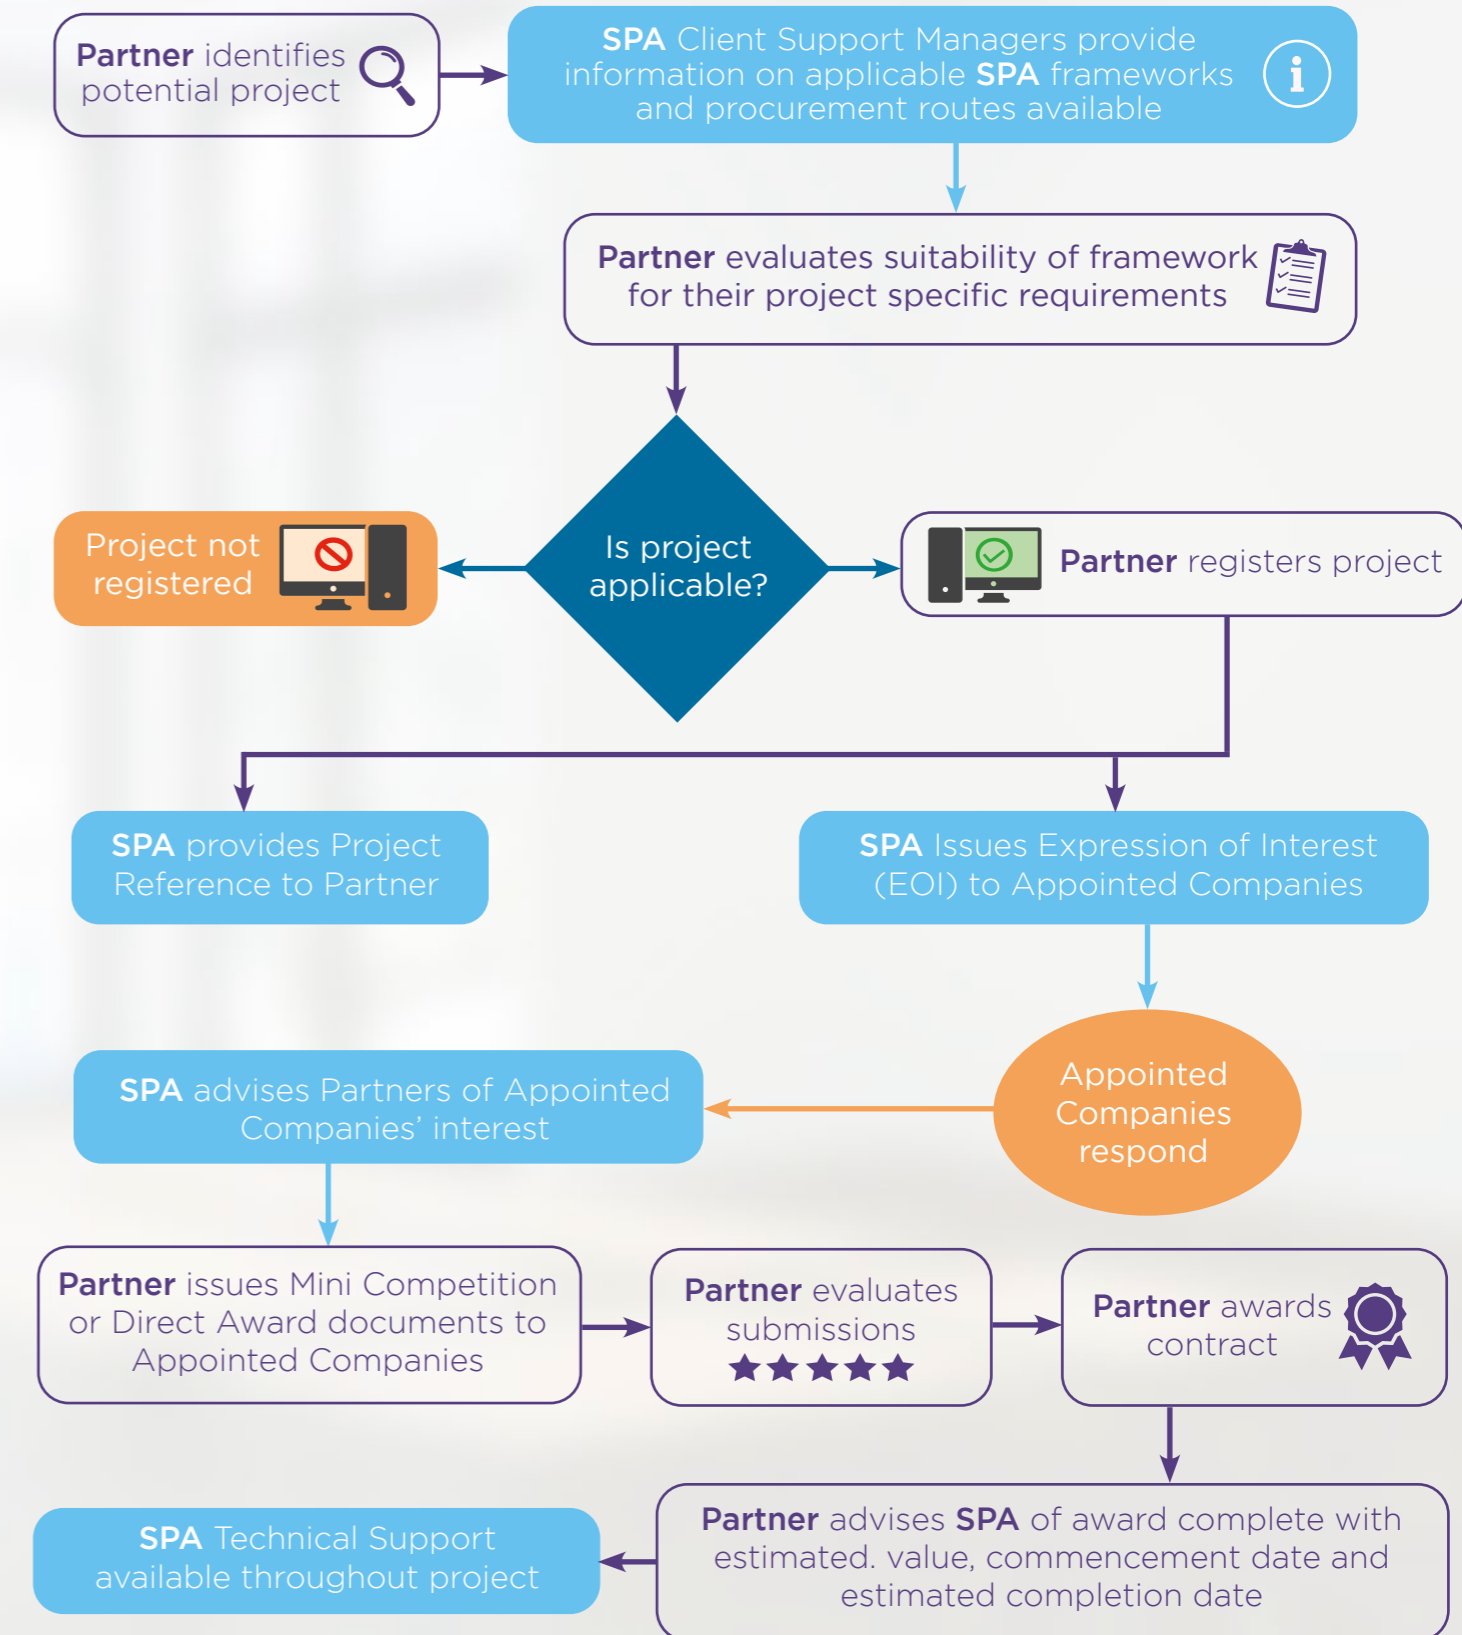 Partner identifies
potential project
SPA Client Support Managers provide
information on applicable SPA frameworks
and procurement routes available
i
Partner evaluates suitability of framework
for their project specific requirements
Is project
applicable?
Project not
registered
Partner registers project
SPA provides Project
Reference to Partner
SPA Issues Expression of Interest
(EOI) to Appointed Companies
Appointed
Companies
respond
SPA advises Partners of Appointed
Companies’ interest
Partner issues Mini Competition
or Direct Award documents to
Appointed Companies
Partner evaluates
submissions
Partner awards
contract
Partner advises SPA of award complete with
estimated. value, commencement date and
estimated completion date
SPA Technical Support
available throughout project